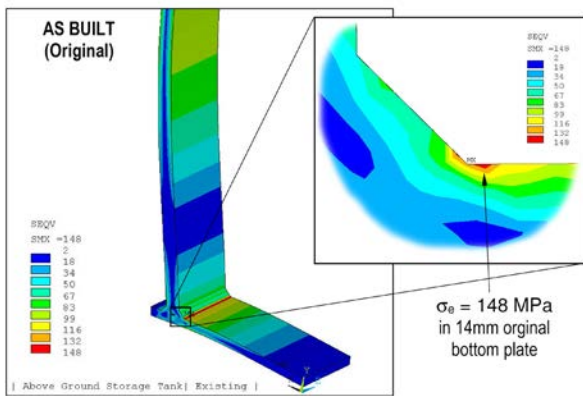 AS BUILT
(Original)
SEQV
SMX =148
2
18
34
50
67
83
99
116
132
148
MX
SEQV
SMX =148
2
18
34
50
67
83
99
116
132
148
σe = 148 MPa
in 14mm orginal
bottom plate
Y
| Above Ground Storage Tank| Existing |